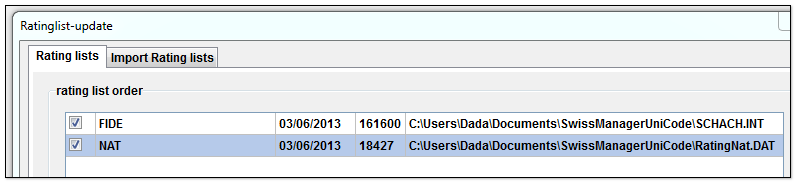 Ratinglist-update
Rating lists Import Rating lists
rating list order
FIDE 03/06/2013 161600 C:\Users\Dada\Documents\SwissManagerUniCode\SCHACH.INT
NAT 03/06/2013 18427 C:\Users\Dada\Documents\SwissManagerUniCode\RatingNat.DAT